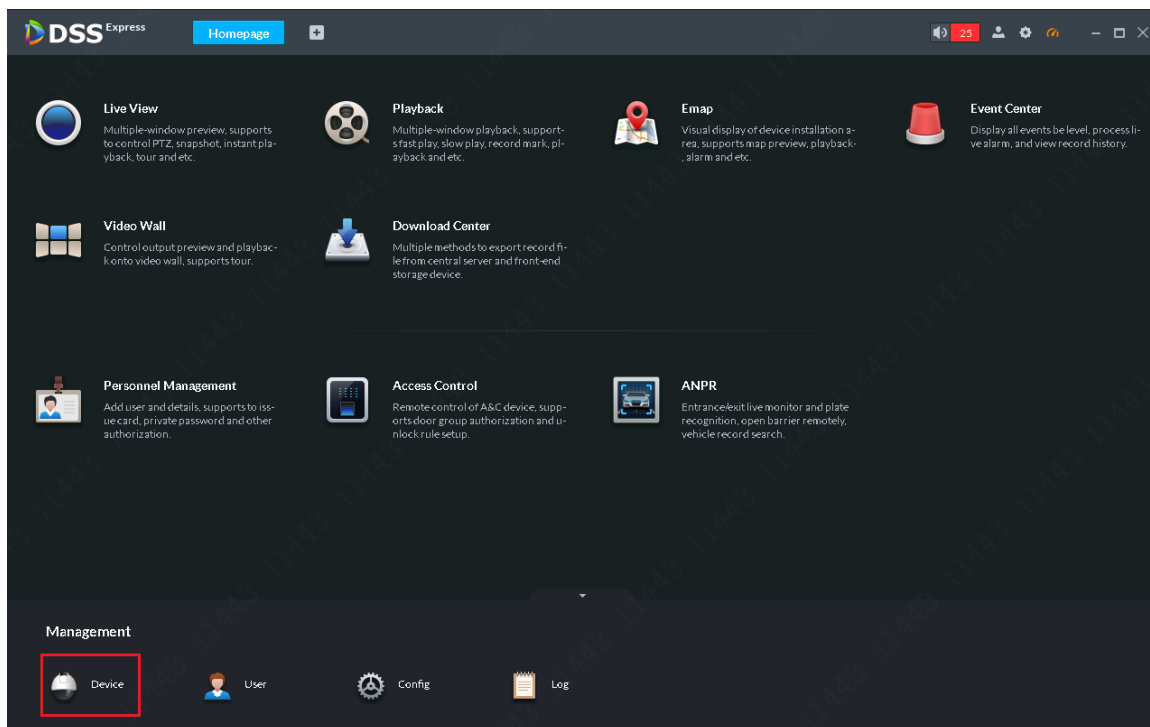 DSS Express
Homepage
25
Live View
Multiple-window preview, supports
to control PTZ, snapshot, instant pla-
yback, tour and etc.
Playback
Multiple-window playback, support-
s fast play, slow play, record mark, pl-
ayback and etc.
Emap
Visual display of device installation a-
rea, supports map preview, playback-
, alarm and etc.
Event Center
Display all events be level, process li-
ve alarm, and view record history.
Video Wall
Control output preview and playbac-
k onto video wall, supports tour.
Download Center
Multiple methods to export record fi-
le from central server and front-end
storage device.
Personnel Management
Add user and details, supports to iss-
ue card, private password and other
authorization.
Access Control
Remote control of A&C device, supp-
orts door group authorization and u-
nlock rule setup.
ANPR
Entrance/exit live monitor and plate
recognition, open barrier remotely,
vehicle record search.
Management
Device
User
Config
Log